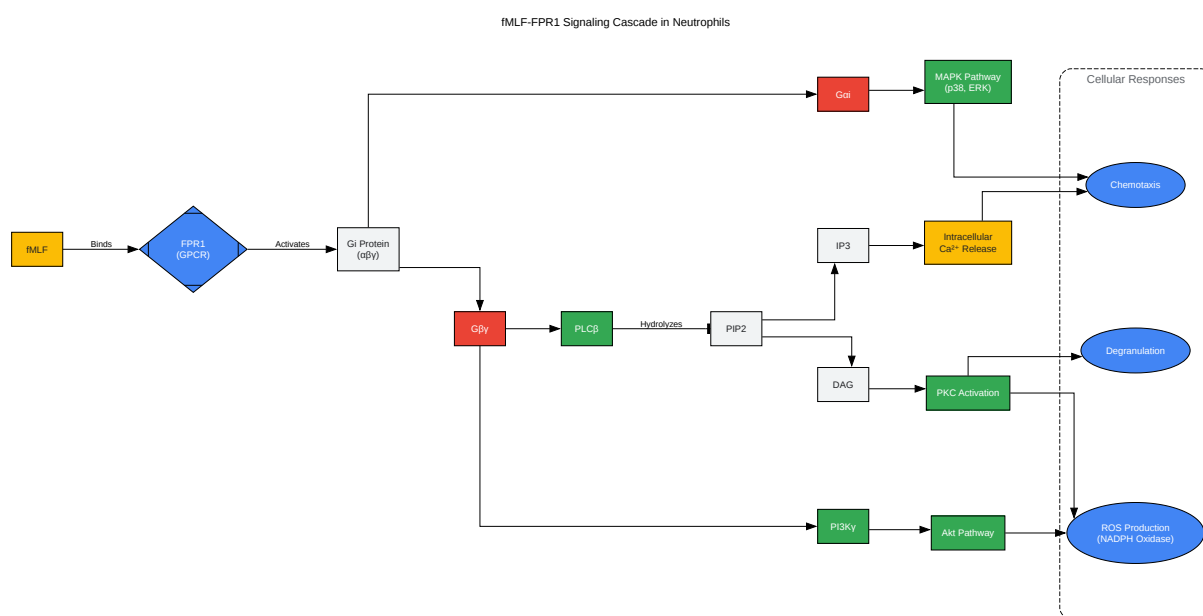 fMLF-FPR1 Signaling Cascade in Neutrophils
Cellular Responses
MAPK Pathway
(p38, ERK)
Gαi
Chemotaxis
fMLF
Binds
FPR1
(GPCR)
Activates
Gi Protein
(αβγ)
IP3
Intracellular
Ca²⁺ Release
Gβγ
PLCβ
Hydrolyzes
PIP2
Degranulation
DAG
PKC Activation
PI3Kγ
Akt Pathway
ROS Production
(NADPH Oxidase)